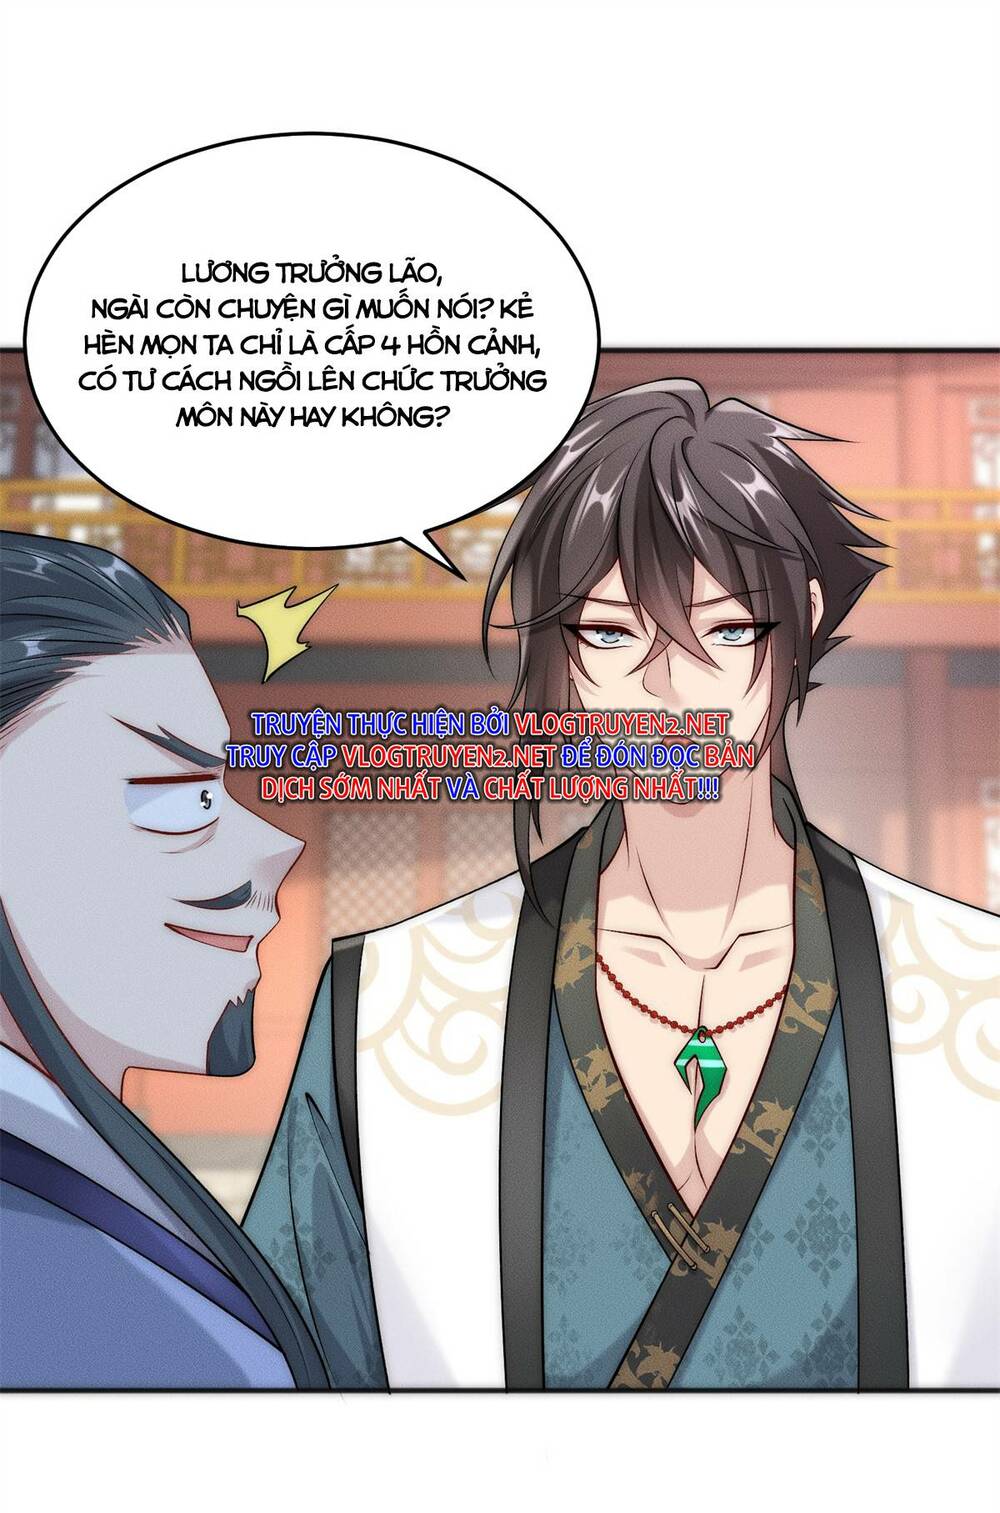 LƯƠNG TRƯỞNG LÃO,
NGÀI CÒN CHUYỆN GÌ MUỐN NÓI? KẺ
HÈN MỌN TA CHỈ LÀ CẤP 4 HỒN CẢNH,
CÓ TƯ CÁCH NGỒI LÊN CHỨC TRƯỞNG
MÔN NÀY HAY KHÔNG?
TRUYỆN THỰC HIỆN BỞI VLOGTRUYEN2.NET
TRUY CẬP VLOGTRUYEN2.NET ĐỂ ĐÓN ĐỌC BẢN
DỊCH SỚM NHẤT VÀ CHẤT LƯỢNG NHẤT!!!